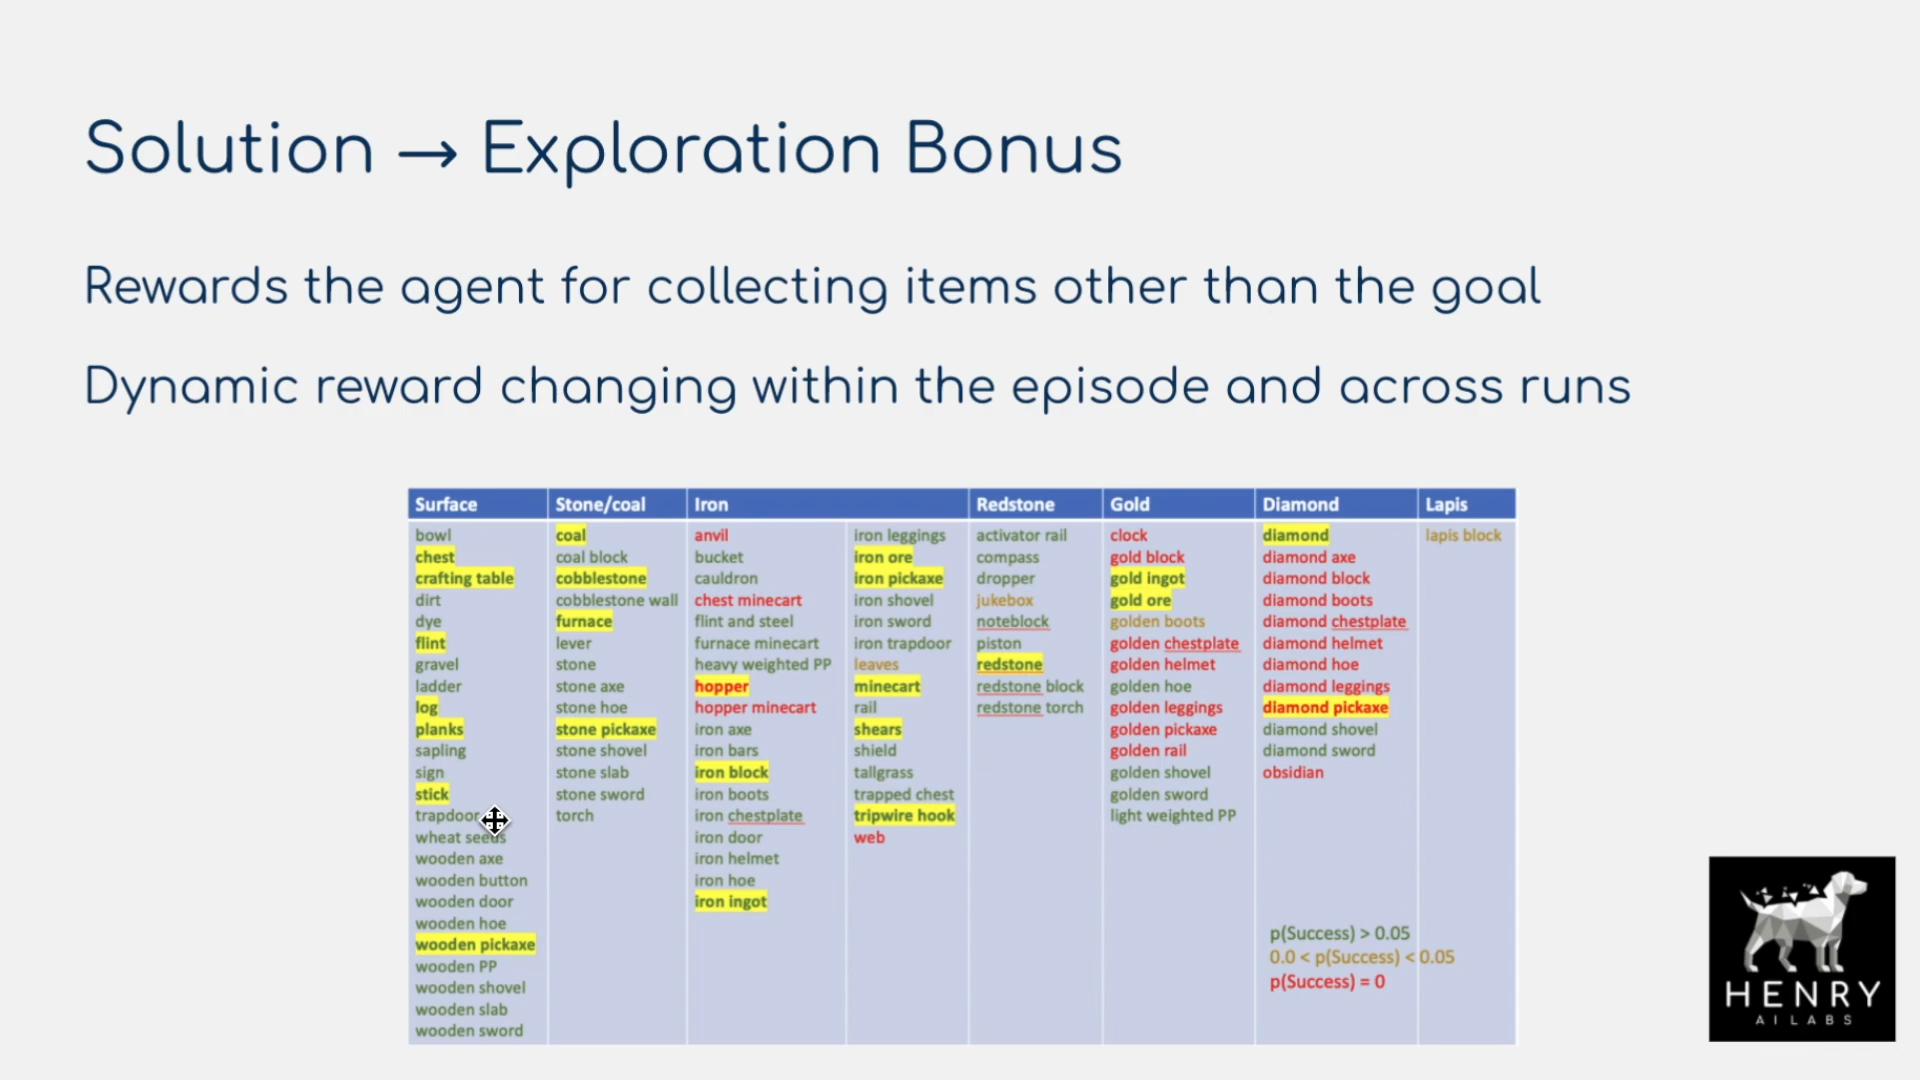 Solution → Exploration Bonus
Rewards the agent for collecting items other than the goal
Dynamic reward changing within the episode and across runs
Surface
bowl
chest
crafting table
dirt
dye
flint
gravel
ladder
log
planks
sapling
sign
stick
trapdoor
wheat seeds
wooden axe
wooden button
wooden door
wooden hoe
wooden pickaxe
wooden PP
wooden shovel
wooden slab
wooden sword
Stone/coal
coal
coal block
cobblestone
cobblestone wall
furnace
lever
stone
stone axe
stone hoe
stone pickaxe
stone shovel
stone slab
stone sword
torch
Iron
anvil
bucket
cauldron
chest minecart
flint and steel
furnace minecart
heavy weighted PP
hopper
hopper minecart
iron axe
iron bars
iron block
iron boots
iron chestplate
iron door
iron helmet
iron hoe
iron ingot
iron leggings
iron ore
iron pickaxe
iron shovel
iron sword
iron trapdoor
leaves
minecart
rail
shears
shield
tallgrass
trapped chest
tripwire hook
web
Redstone
activator rail
compass
dropper
jukebox
noteblock
piston
redstone
redstone block
redstone torch
Gold
clock
gold block
gold ingot
gold ore
golden boots
golden chestplate
golden helmet
golden hoe
golden leggings
golden pickaxe
golden rail
golden shovel
golden sword
light weighted PP
Diamond
diamond
diamond axe
diamond block
diamond boots
diamond chestplate
diamond helmet
diamond hoe
diamond leggings
diamond pickaxe
diamond shovel
diamond sword
obsidian
Lapis
lapis block
p(Success) > 0.05
0.0 < p(Success) < 0.05
p(Success) = 0
HENRY
AI LABS